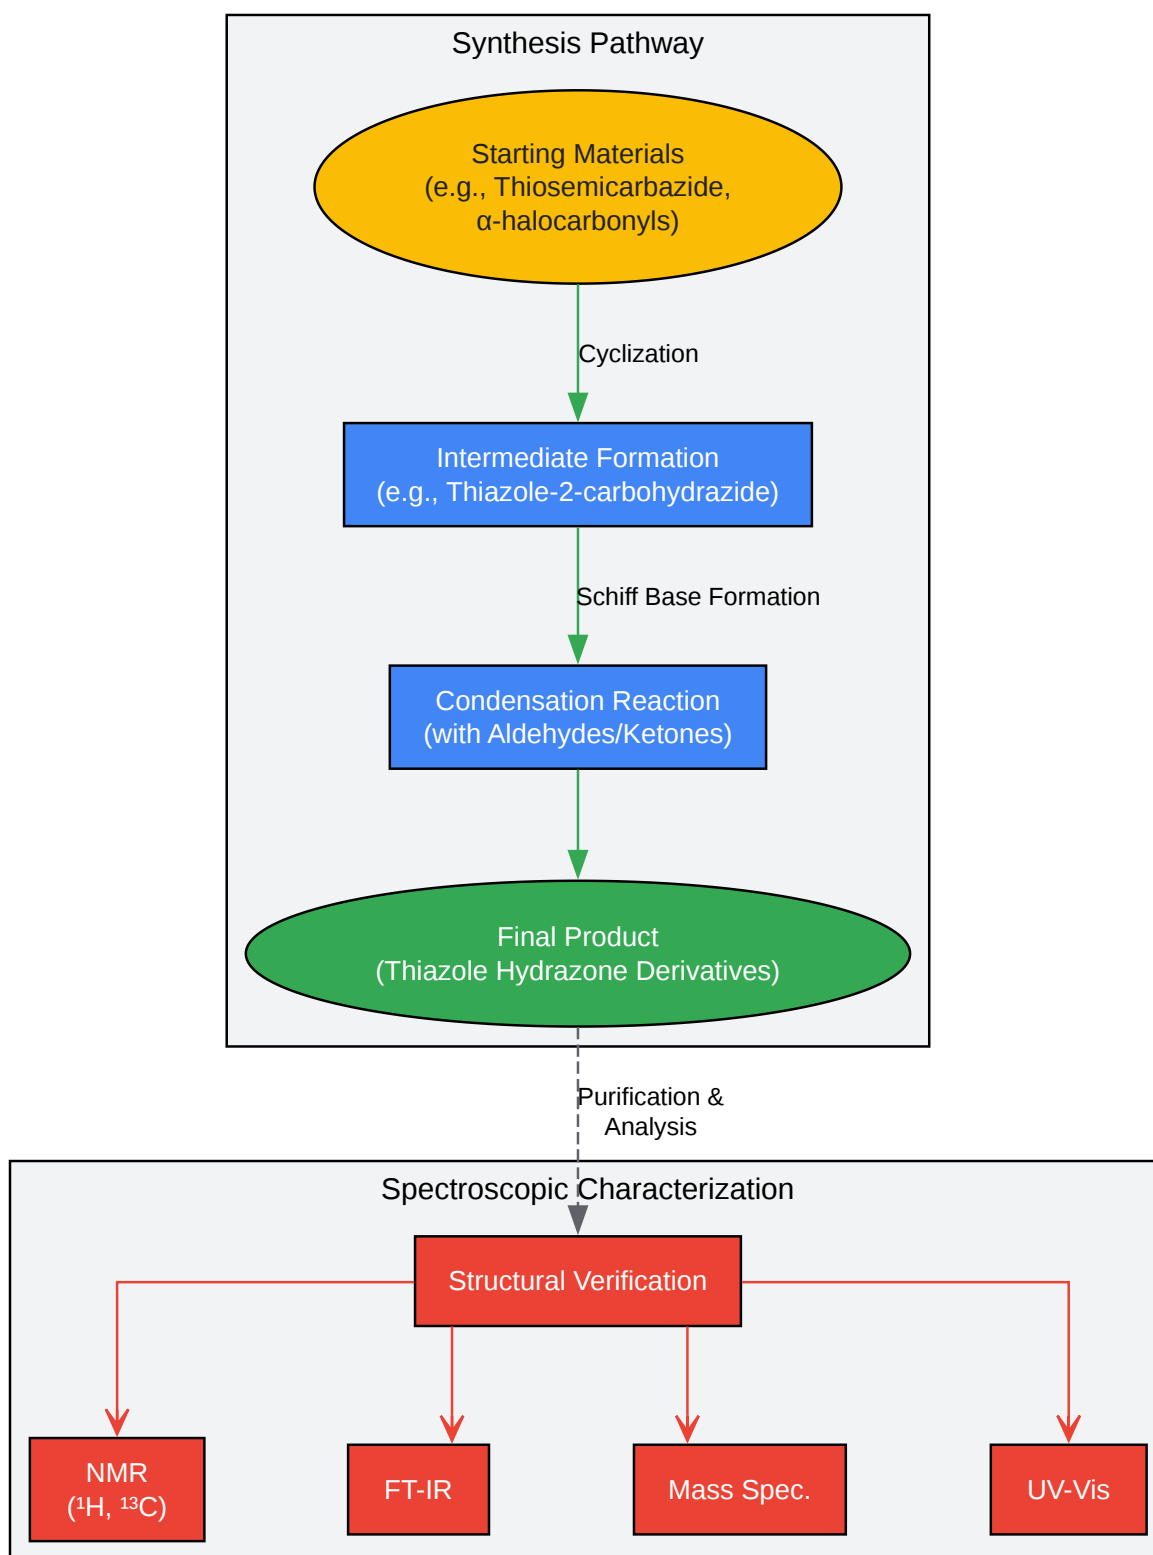 Synthesis Pathway
Starting Materials
(e.g., Thiosemicarbazide,
α-halocarbonyls)
Cyclization
Intermediate Formation
(e.g., Thiazole-2-carbohydrazide)
Schiff Base Formation
Condensation Reaction
(with Aldehydes/Ketones)
Final Product
(Thiazole Hydrazone Derivatives)
Purification &
Analysis
Spectroscopic Characterization
Structural Verification
NMR
(¹H, ¹³C)
FT-IR
Mass Spec.
UV-Vis